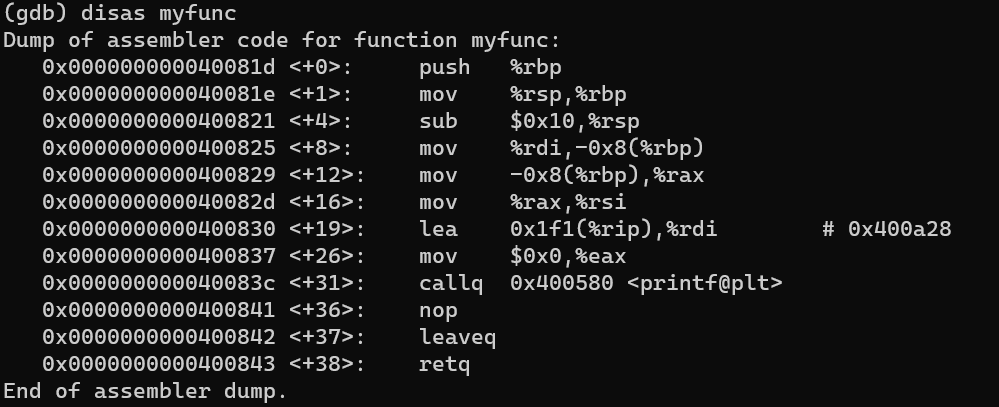 (gdb) disas myfunc
Dump of assembler code for function myfunc:
   0x000000000040081d <+0>:     push   %rbp
   0x000000000040081e <+1>:     mov    %rsp,%rbp
   0x0000000000400821 <+4>:     sub    $0x10,%rsp
   0x0000000000400825 <+8>:     mov    %rdi,-0x8(%rbp)
   0x0000000000400829 <+12>:    mov    -0x8(%rbp),%rax
   0x000000000040082d <+16>:    mov    %rax,%rsi
   0x0000000000400830 <+19>:    lea    0x1f1(%rip),%rdi        # 0x400a28
   0x0000000000400837 <+26>:    mov    $0x0,%eax
   0x000000000040083c <+31>:    callq  0x400580 <printf@plt>
   0x0000000000400841 <+36>:    nop
   0x0000000000400842 <+37>:    leaveq
   0x0000000000400843 <+38>:    retq
End of assembler dump.